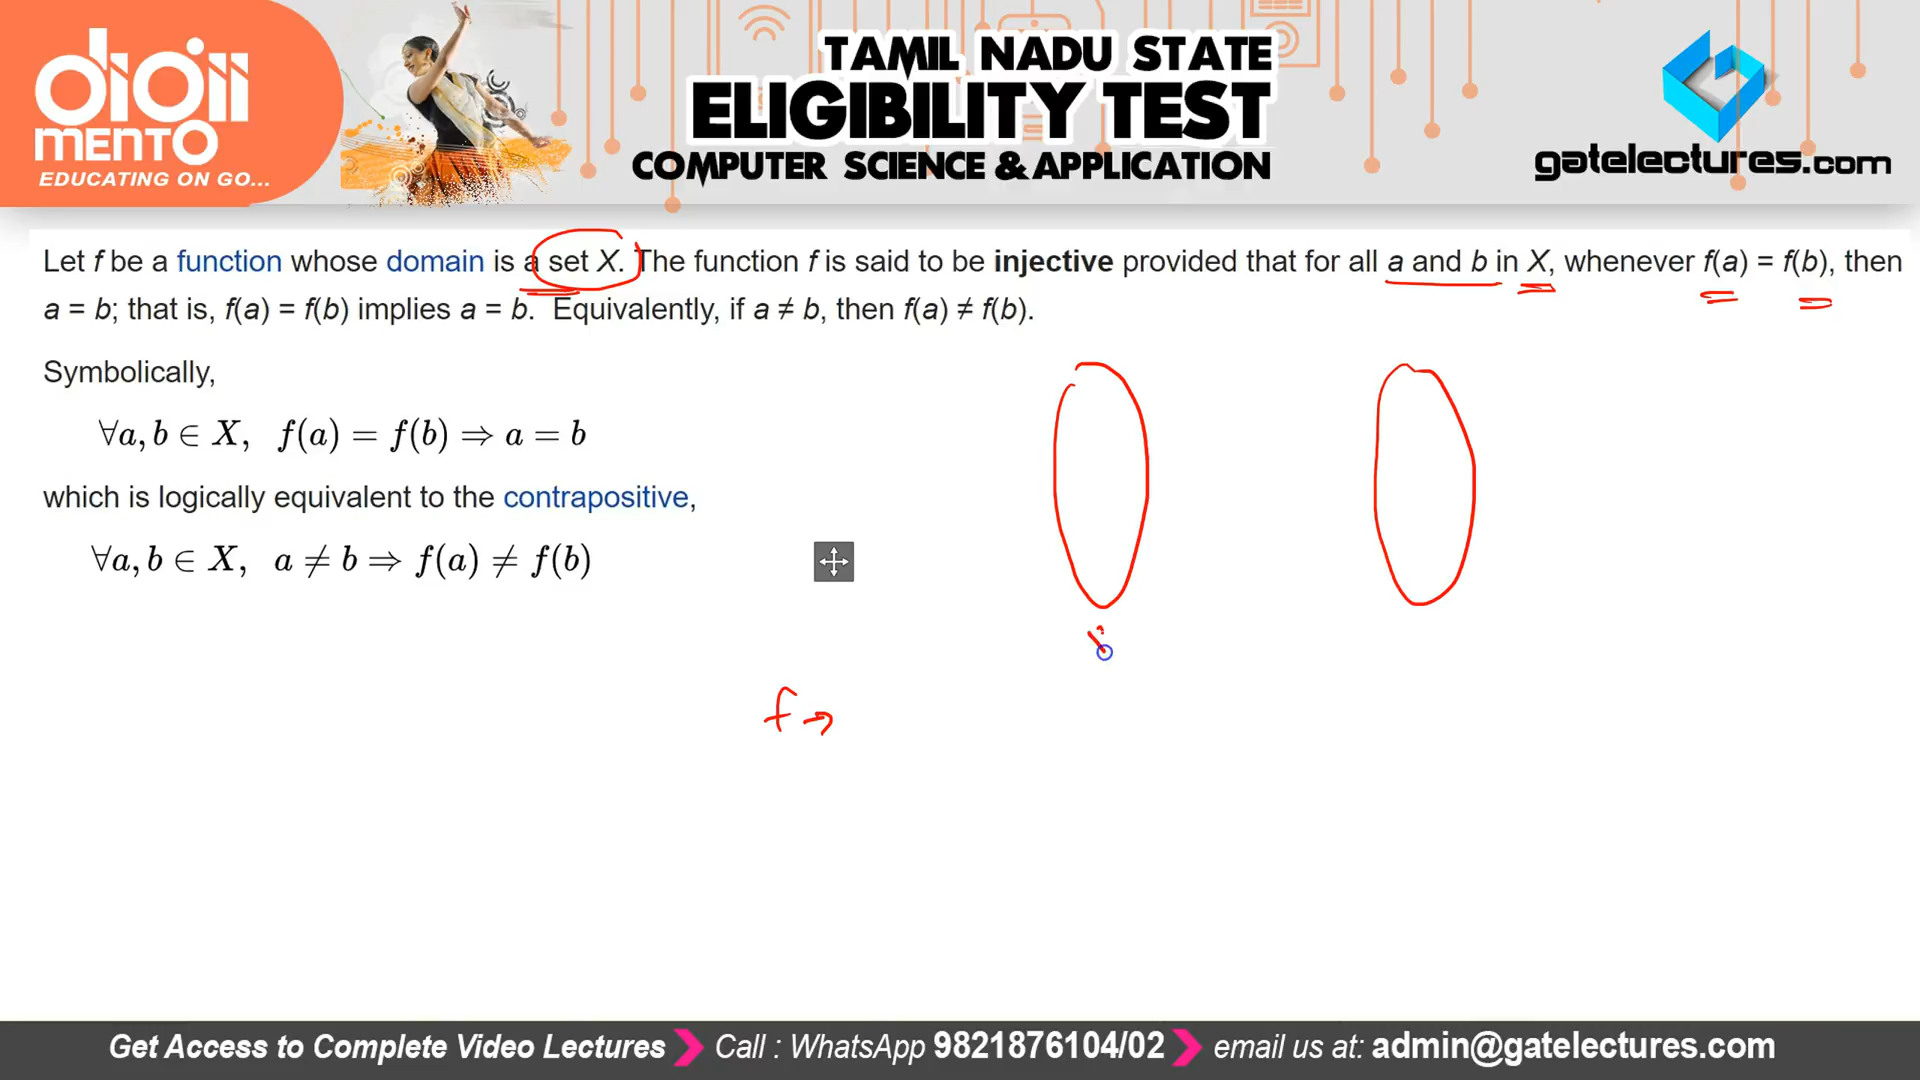 digii
MENTO
EDUCATING ON GO...
TAMIL NADU STATE
ELIGIBILITY TEST
COMPUTER SCIENCE & APPLICATION
gatelectures.com
Let f be a function whose domain is a set X. The function f is said to be injective provided that for all a and b in X, whenever f(a) = f(b), then
a = b; that is, f(a) = f(b) implies a = b. Equivalently, if a ≠ b, then f(a) ≠ f(b).
Symbolically,
∀a, b ∈ X, f(a) = f(b) ⇒ a = b
which is logically equivalent to the contrapositive,
∀a, b ∈ X, a ≠ b ⇒ f(a) ≠ f(b)
f →
Get Access to Complete Video Lectures Call : WhatsApp 9821876104/02 email us at: admin@gatelectures.com